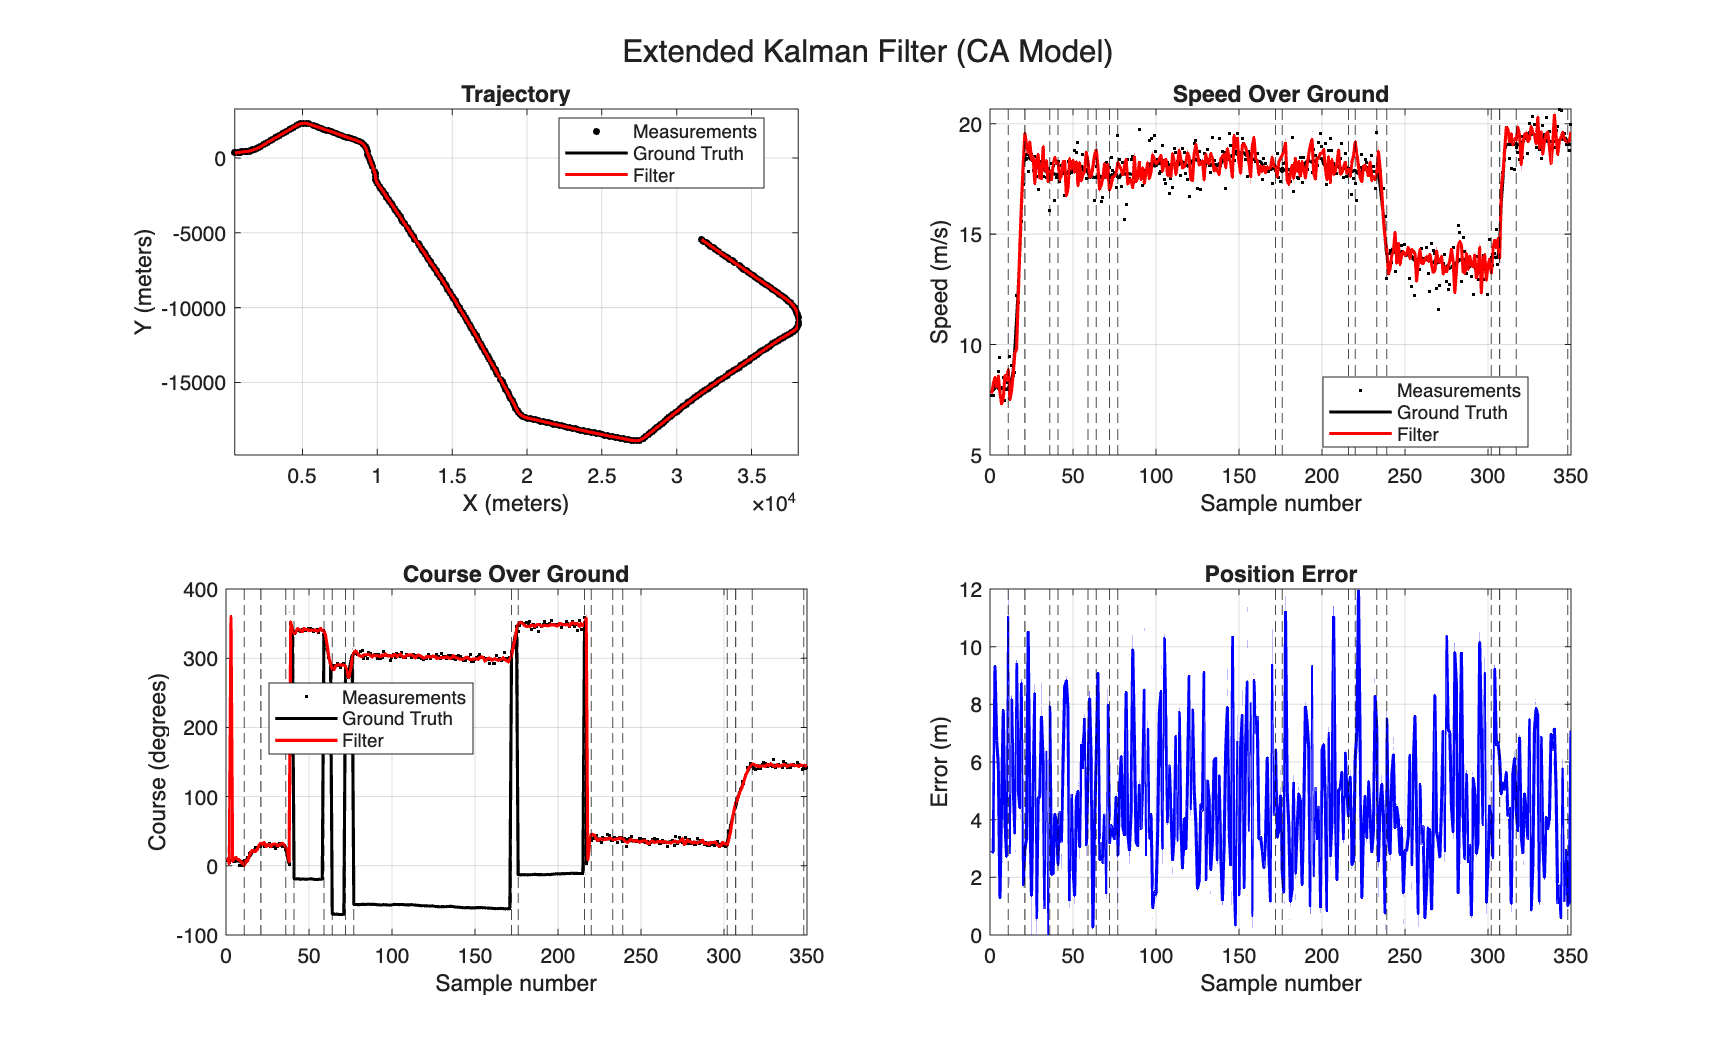 Extended Kalman Filter (CA Model)
Trajectory
Measurements
Ground Truth
Filter
0
-5000
-10000
-15000
Y (meters)
0.5 1 1.5 2 2.5 3 3.5
X (meters)
×10⁴
Speed Over Ground
20
15
10
5
Speed (m/s)
Measurements
Ground Truth
Filter
0 50 100 150 200 250 300 350
Sample number
Course Over Ground
400
300
200
100
0
-100
Course (degrees)
Measurements
Ground Truth
Filter
0 50 100 150 200 250 300 350
Sample number
Position Error
12
10
8
6
4
2
0
Error (m)
0 50 100 150 200 250 300 350
Sample number